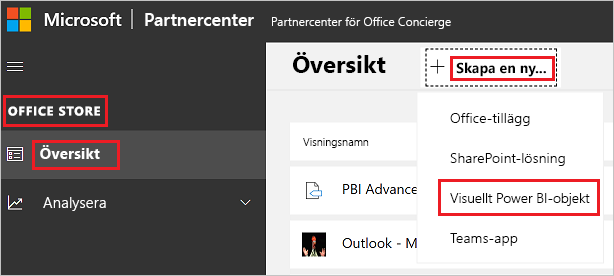 Microsoft Partnercenter Partnercenter för Office Concierge
OFFICE STORE
Översikt
Analysera
Översikt
Skapa en ny...
Office-tillägg
SharePoint-lösning
Visuellt Power BI-objekt
Teams-app
Visningsnamn
PBI Advance
Outlook - M